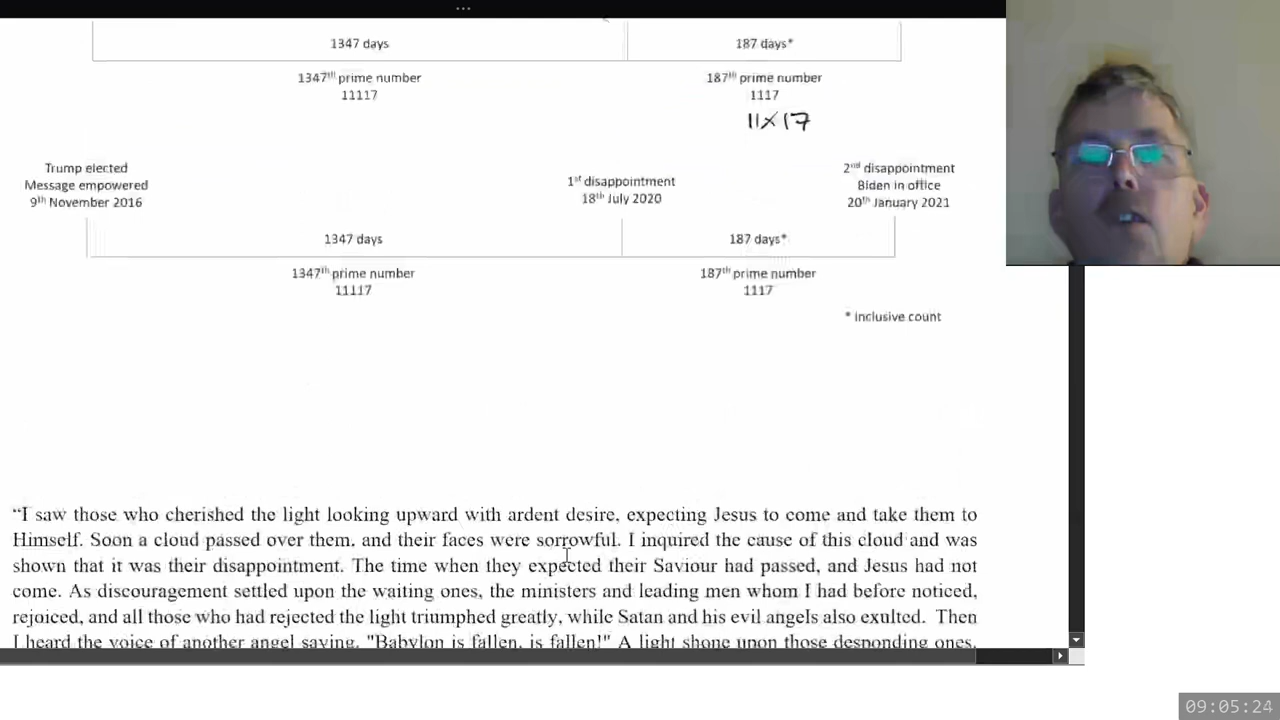 1347 days
187 days*
1347th prime number
11117
187th prime number
1117
11×17
Trump elected
Message empowered
9th November 2016
1st disappointment
18th July 2020
2nd disappointment
Biden in office
20th January 2021
1347 days
187 days*
1347th prime number
11117
187th prime number
1117
* inclusive count
“I saw those who cherished the light looking upward with ardent desire, expecting Jesus to come and take them to
Himself. Soon a cloud passed over them, and their faces were sorrowful. I inquired the cause of this cloud and was
shown that it was their disappointment. The time when they expected their Saviour had passed, and Jesus had not
come. As discouragement settled upon the waiting ones, the ministers and leading men whom I had before noticed,
rejoiced, and all those who had rejected the light triumphed greatly, while Satan and his evil angels also exulted. Then
I heard the voice of another angel saying, "Babylon is fallen, is fallen!" A light shone upon those desponding ones,
09:05:24